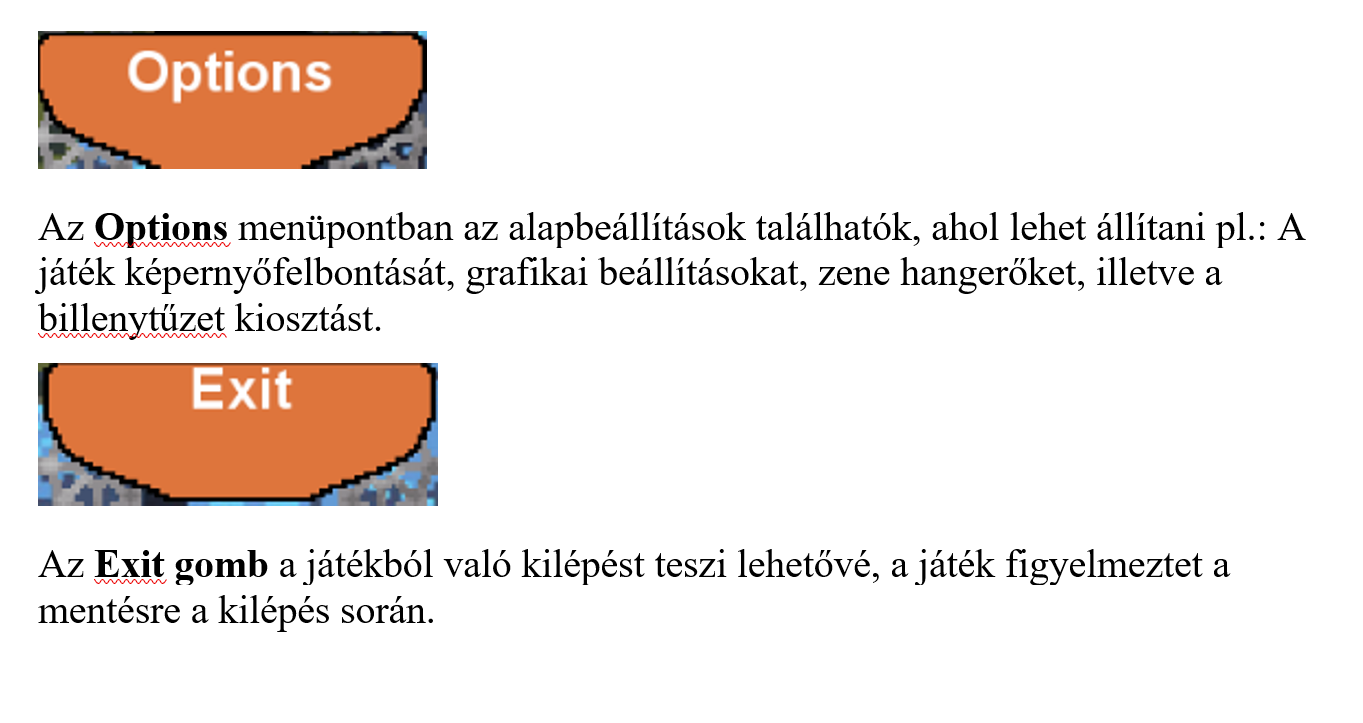 Options
Az Options menüpontban az alapbeállítások találhatók, ahol lehet állítani pl.: A
játék képernyőfelbontását, grafikai beállításokat, zene hangerőket, illetve a
billenytűzet kiosztást.
Exit
Az Exit gomb a játékból való kilépést teszi lehetővé, a játék figyelmeztet a
mentésre a kilépés során.